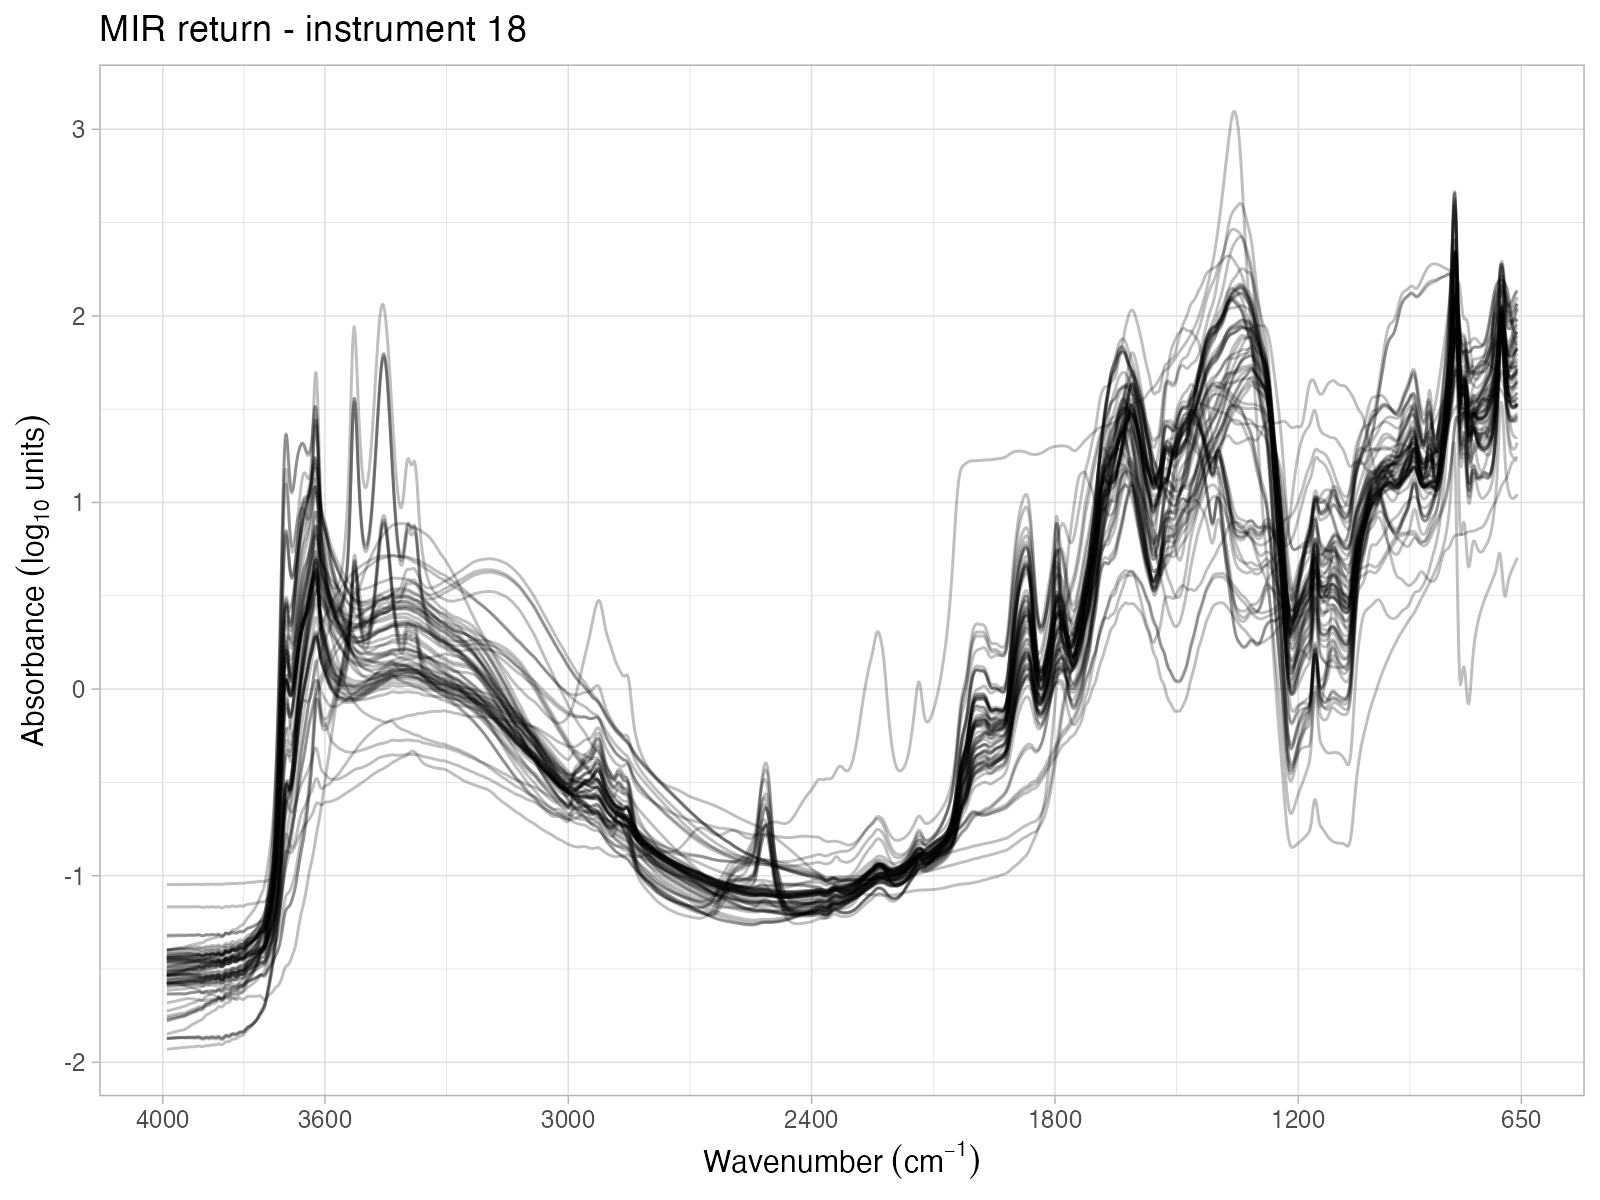 MIR return - instrument 18
Absorbance (log₁₀ units)
3
2
1
0
-1
-2
4000 3600 3000 2400 1800 1200 650
Wavenumber (cm⁻¹)